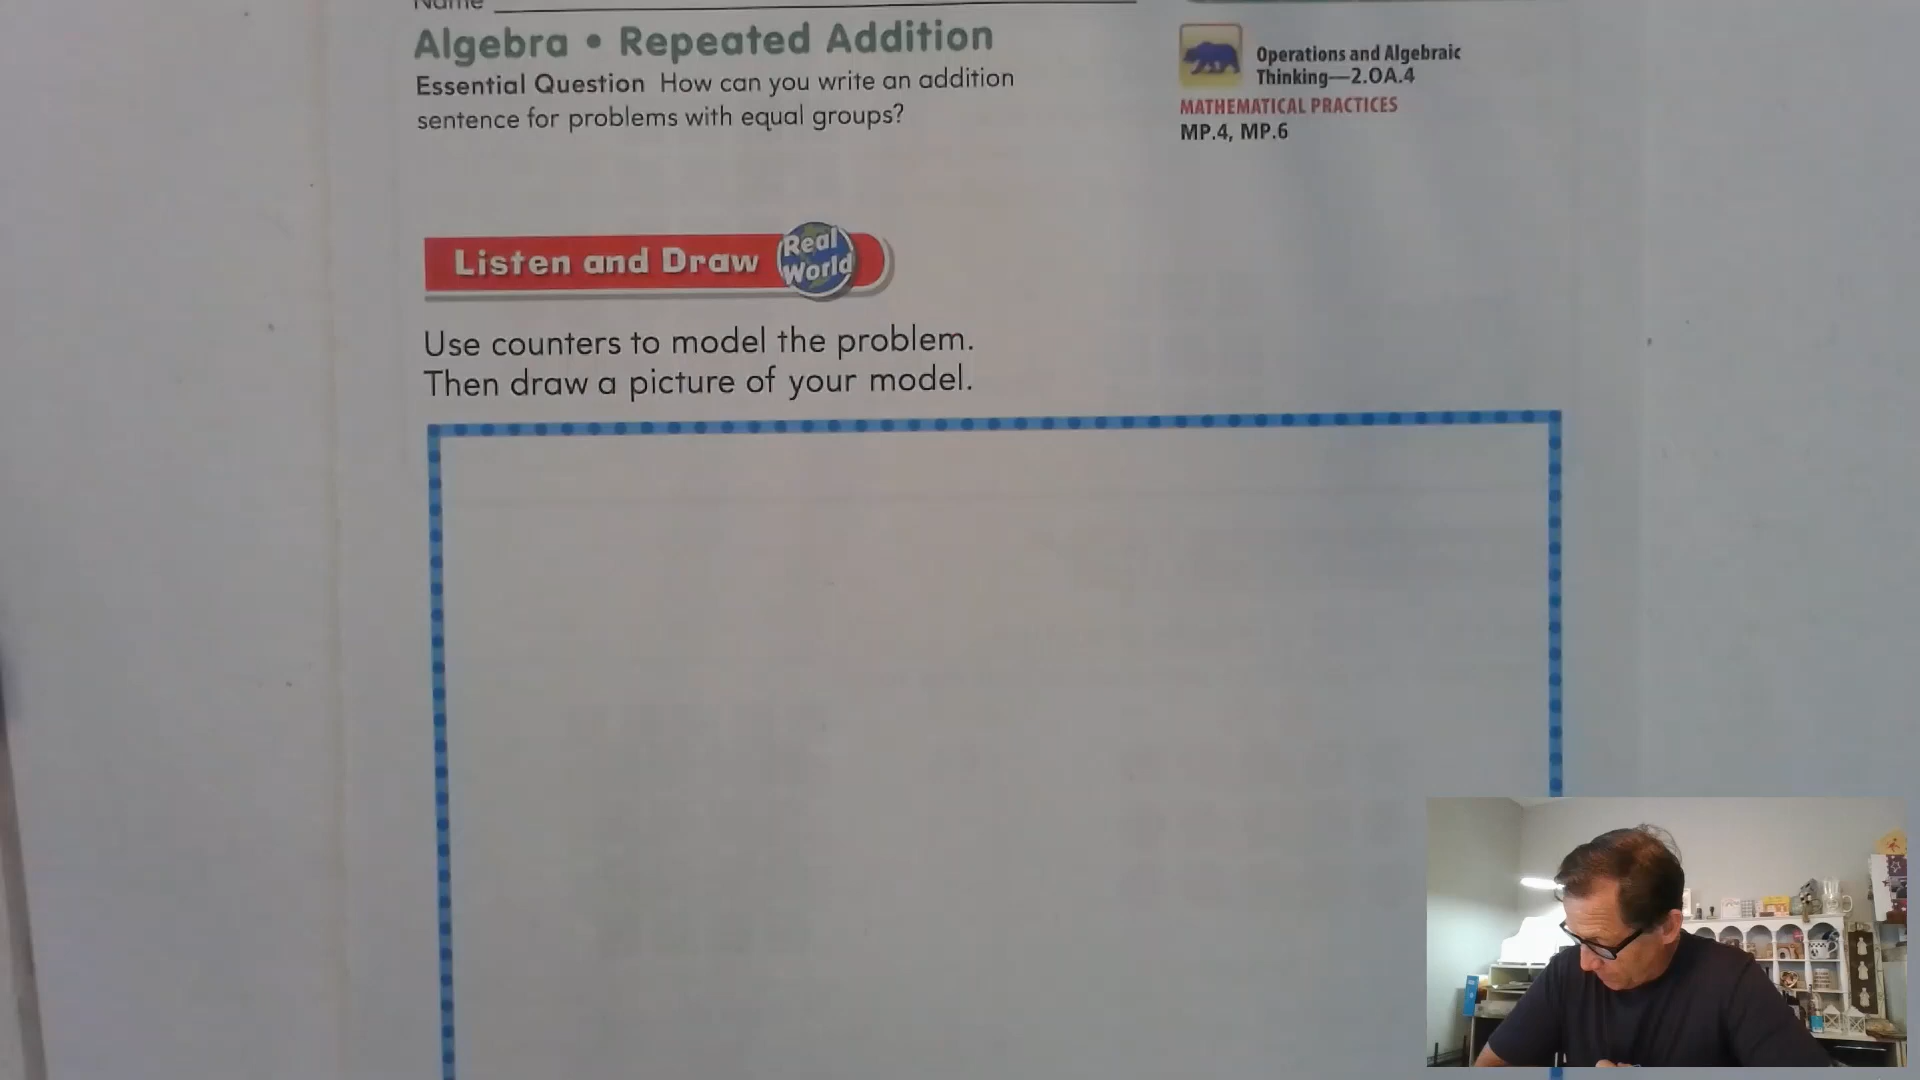 Name
Algebra • Repeated Addition
Essential Question How can you write an addition
sentence for problems with equal groups?
Operations and Algebraic
Thinking—2.OA.4
MATHEMATICAL PRACTICES
MP.4, MP.6
Listen and Draw Real World
Use counters to model the problem.
Then draw a picture of your model.